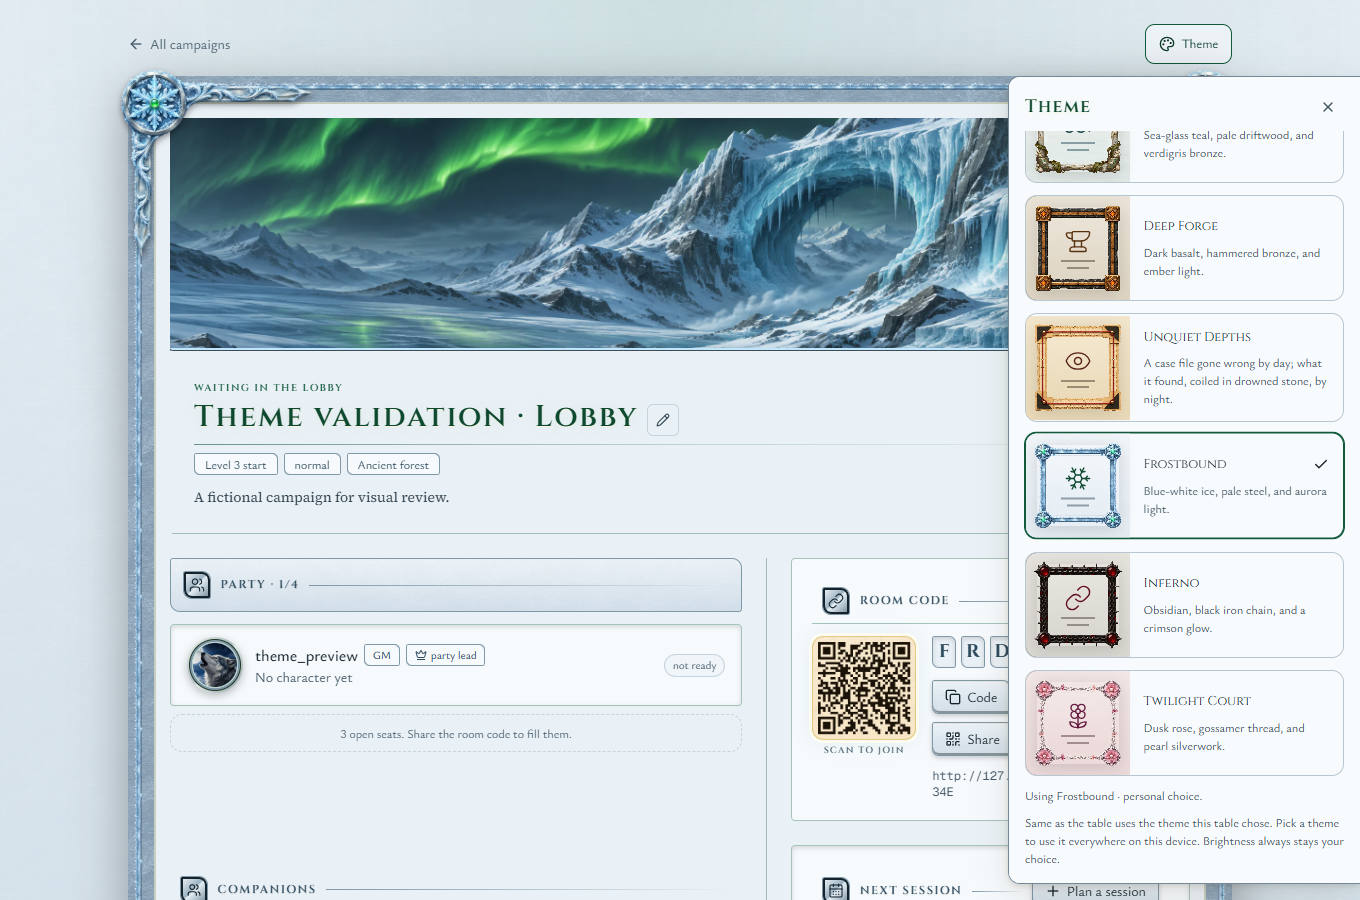 All campaigns
Theme
THEME
Sea-glass teal, pale driftwood, and
verdigris bronze.
DEEP FORGE
Dark basalt, hammered bronze, and
ember light.
UNQUIET DEPTHS
A case file gone wrong by day; what
it found, coiled in drowned stone, by
night.
FROSTBOUND
Blue-white ice, pale steel, and aurora
light.
INFERNO
Obsidian, black iron chain, and a
crimson glow.
TWILIGHT COURT
Dusk rose, gossamer thread, and
pearl silverwork.
Using Frostbound · personal choice.
Same as the table uses the theme this table chose. Pick a theme
to use it everywhere on this device. Brightness always stays your
choice.
WAITING IN THE LOBBY
THEME VALIDATION · LOBBY
Level 3 start
normal
Ancient forest
A fictional campaign for visual review.
PARTY · 1/4
theme_preview
GM
party lead
No character yet
not ready
3 open seats. Share the room code to fill them.
COMPANIONS
ROOM CODE
F R D
Code
Share
SCAN TO JOIN
http://127.
34E
NEXT SESSION
Plan a session